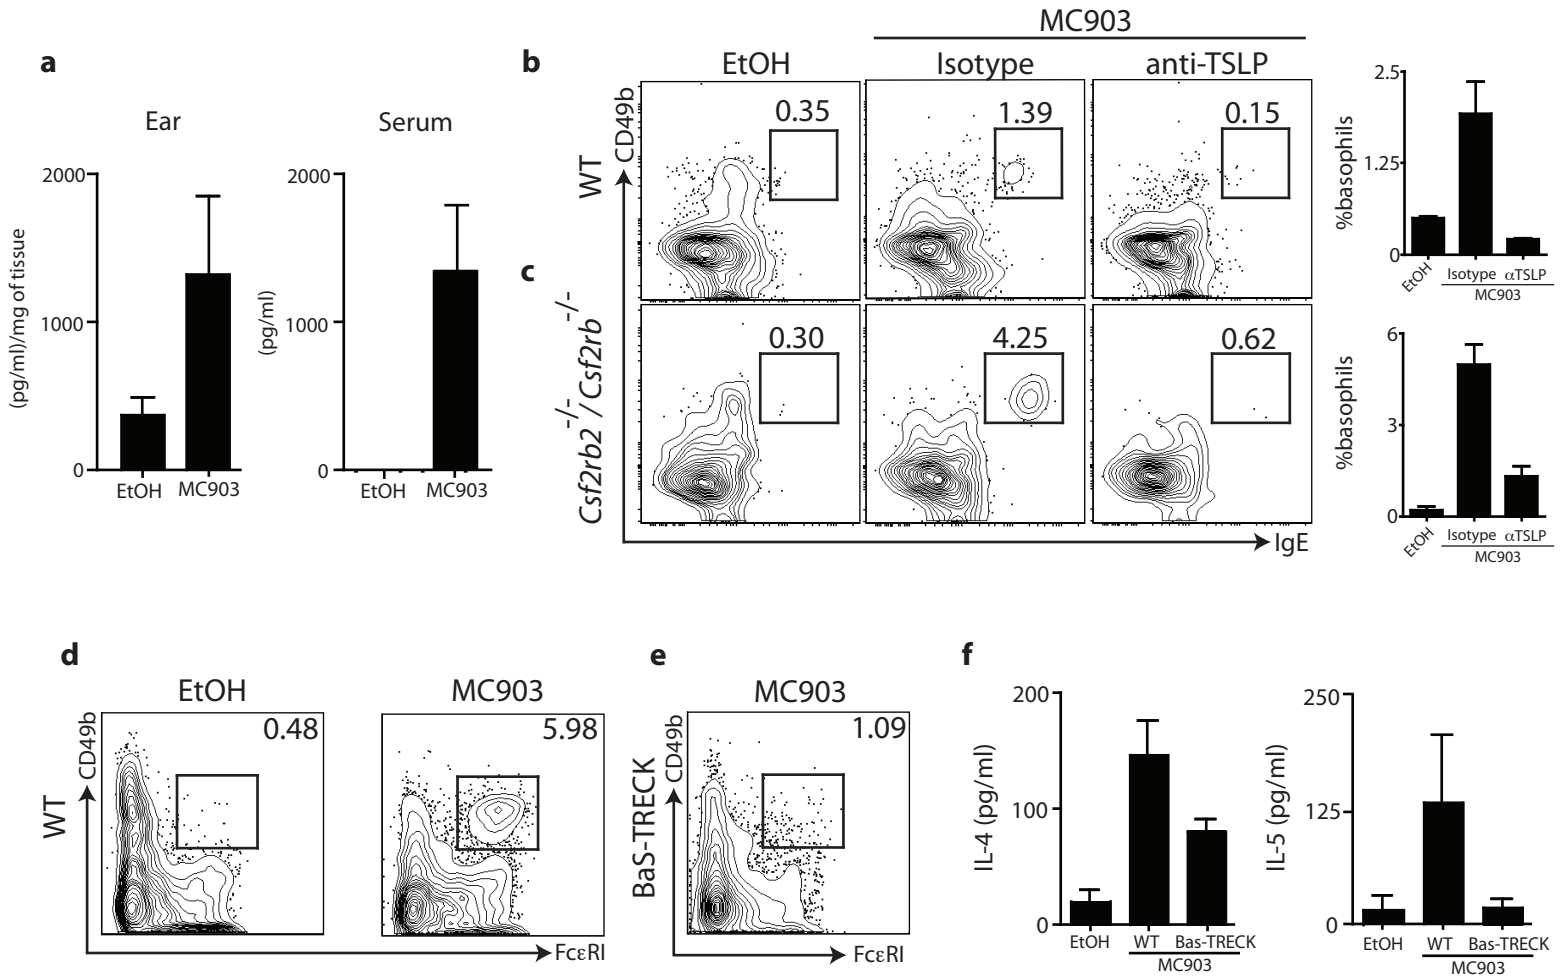 a
Ear
Serum
(pg/ml)/mg of tissue
2000
1000
0
EtOH
MC903
(pg/ml)
2000
1000
0
EtOH
MC903
b
MC903
EtOH
Isotype
anti-TSLP
WT
CD49b
0.35
1.39
0.15
%basophils
2.5
1.25
0
EtOH
Isotype
αTSLP
MC903
c
Csf2rb2-/-/Csf2rb-/-
0.30
4.25
0.62
IgE
%basophils
6
3
0
EtOH
Isotype
αTSLP
MC903
d
EtOH
MC903
WT
CD49b
0.48
5.98
FcεRI
e
MC903
BaS-TRECK
CD49b
1.09
FcεRI
f
IL-4 (pg/ml)
200
100
0
EtOH
WT
Bas-TRECK
MC903
IL-5 (pg/ml)
250
125
0
EtOH
WT
Bas-TRECK
MC903